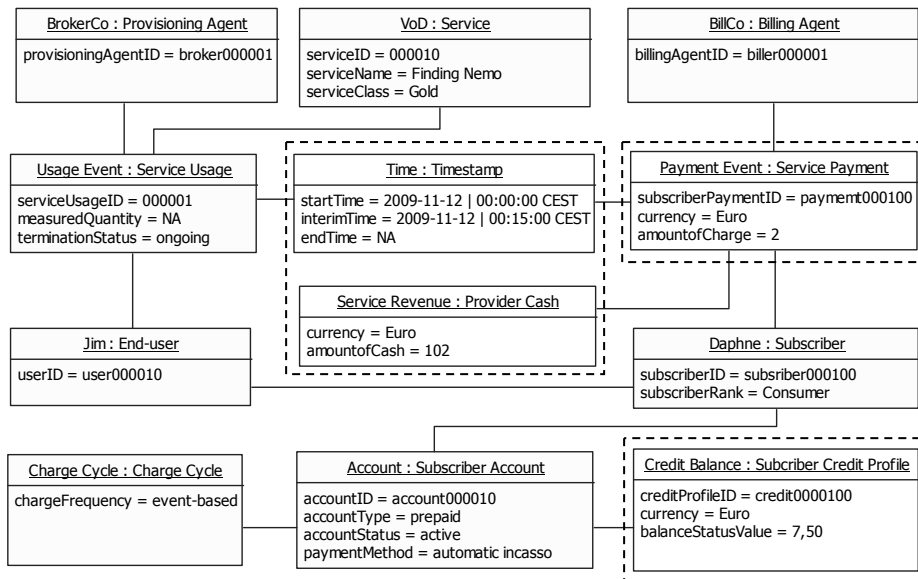 BrokerCo : Provisioning Agent
provisioningAgentID = broker000001
VoD : Service
serviceID = 000010
serviceName = Finding Nemo
serviceClass = Gold
BillCo : Billing Agent
billingAgentID = biller000001
Usage Event : Service Usage
serviceUsageID = 000001
measuredQuantity = NA
terminationStatus = ongoing
Time : Timestamp
startTime = 2009-11-12 | 00:00:00 CEST
interimTime = 2009-11-12 | 00:15:00 CEST
endTime = NA
Payment Event : Service Payment
subscriberPaymentID = paymemt000100
currency = Euro
amountofCharge = 2
Service Revenue : Provider Cash
currency = Euro
amountofCash = 102
Jim : End-user
userID = user000010
Daphne : Subscriber
subscriberID = subsriber000100
subscriberRank = Consumer
Charge Cycle : Charge Cycle
chargeFrequency = event-based
Account : Subscriber Account
accountID = account000010
accountType = prepaid
accountStatus = active
paymentMethod = automatic incasso
Credit Balance : Subcriber Credit Profile
creditProfileID = credit0000100
currency = Euro
balanceStatusValue = 7,50